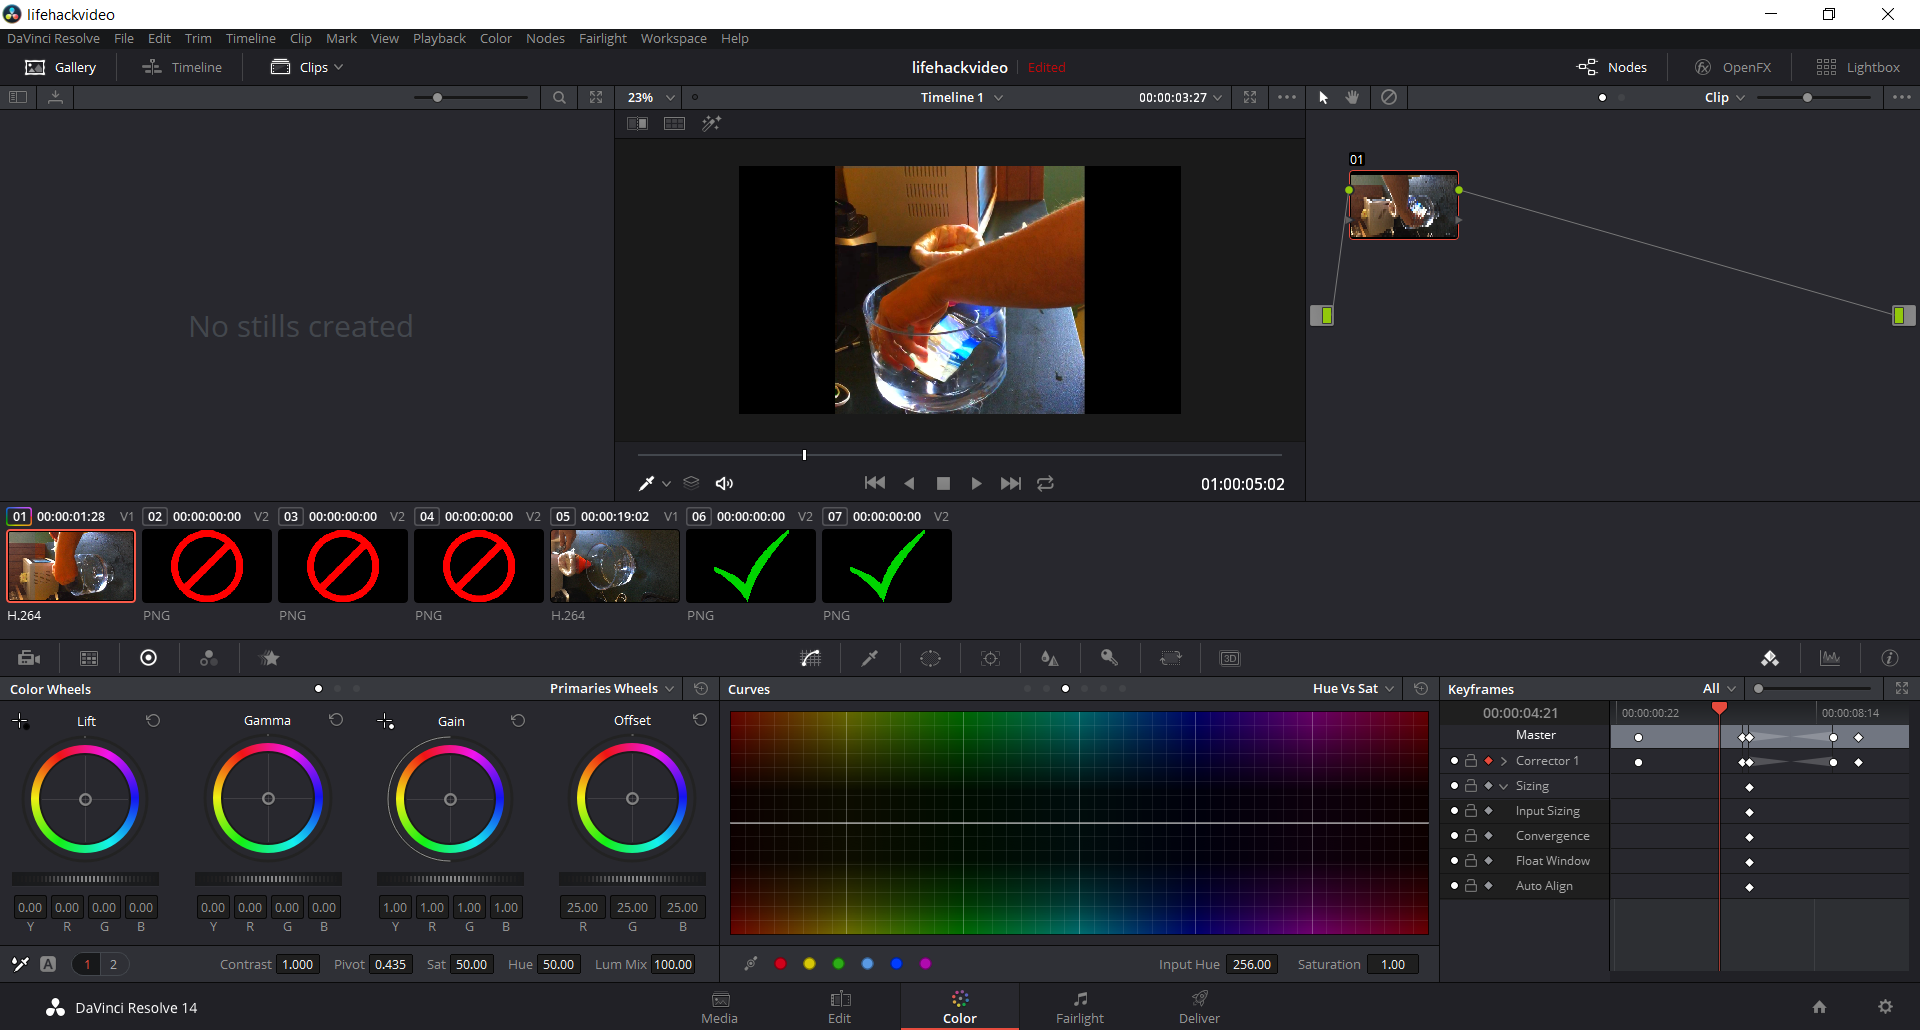 lifehackvideo
DaVinci Resolve File Edit Trim Timeline Clip Mark View Playback Color Nodes Fairlight Workspace Help
Gallery Timeline Clips lifehackvideo Edited Nodes OpenFX Lightbox
23% Timeline 1 00:00:03:27 Clip
01
No stills created
01:00:05:02
01 00:00:01:28 V1 02 00:00:00:00 V2 03 00:00:00:00 V2 04 00:00:00:00 V2 05 00:00:19:02 V1 06 00:00:00:00 V2 07 00:00:00:00 V2
H.264 PNG PNG PNG H.264 PNG PNG
3D
Color Wheels Primaries Wheels Curves Hue Vs Sat Keyframes All
00:00:04:21 00:00:00:22 00:00:08:14
Lift Gamma Gain Offset
Master
Corrector 1
Sizing
Input Sizing
Convergence
Float Window
Auto Align
0.00 0.00 0.00 0.00 0.00 0.00 0.00 0.00 1.00 1.00 1.00 1.00 25.00 25.00 25.00
Y R G B Y R G B Y R G B R G B
A 1 2 Contrast 1.000 Pivot 0.435 Sat 50.00 Hue 50.00 Lum Mix 100.00 Input Hue 256.00 Saturation 1.00
DaVinci Resolve 14 Media Edit Color Fairlight Deliver